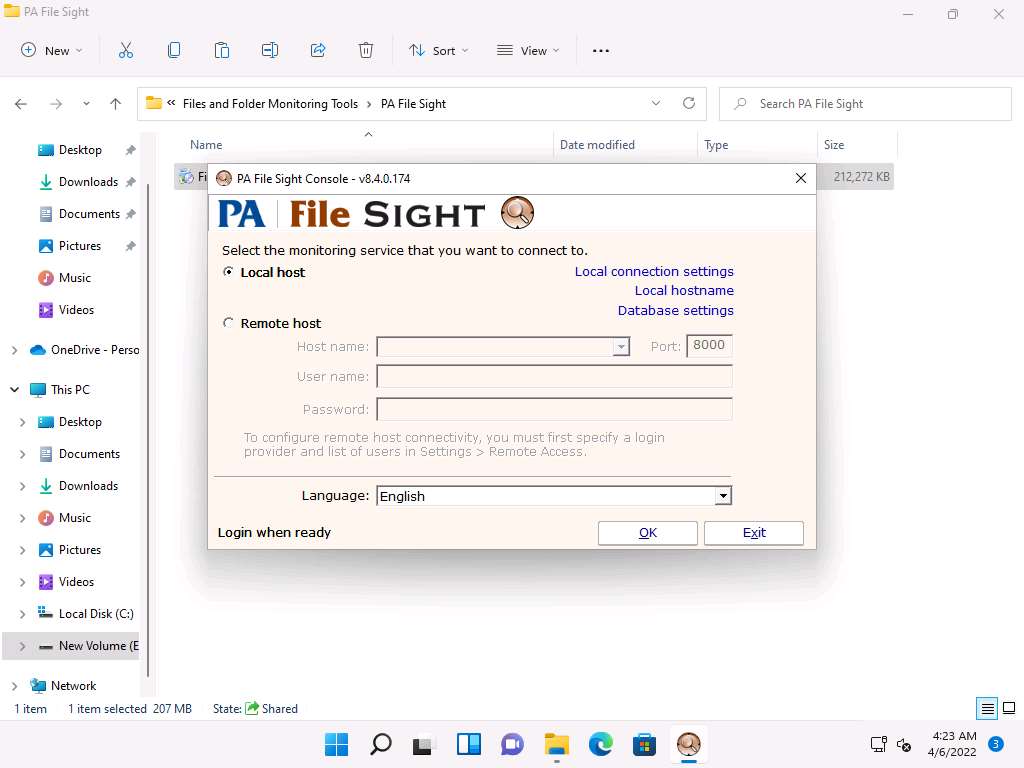 PA File Sight
New
Sort
View
Files and Folder Monitoring Tools
PA File Sight
Search PA File Sight
Name
Date modified
Type
Size
Fi
212,272 KB
Desktop
Downloads
Documents
Pictures
Music
Videos
OneDrive - Perso
This PC
Desktop
Documents
Downloads
Music
Pictures
Videos
Local Disk (C:)
New Volume (E
Network
PA File Sight Console - v8.4.0.174
PA File Sight
Select the monitoring service that you want to connect to.
Local host
Local connection settings
Local hostname
Database settings
Remote host
Host name:
Port: 8000
User name:
Password:
To configure remote host connectivity, you must first specify a login
provider and list of users in Settings > Remote Access.
Language: English
Login when ready
OK
Exit
1 item
1 item selected 207 MB
State: Shared
4:23 AM
4/6/2022
3